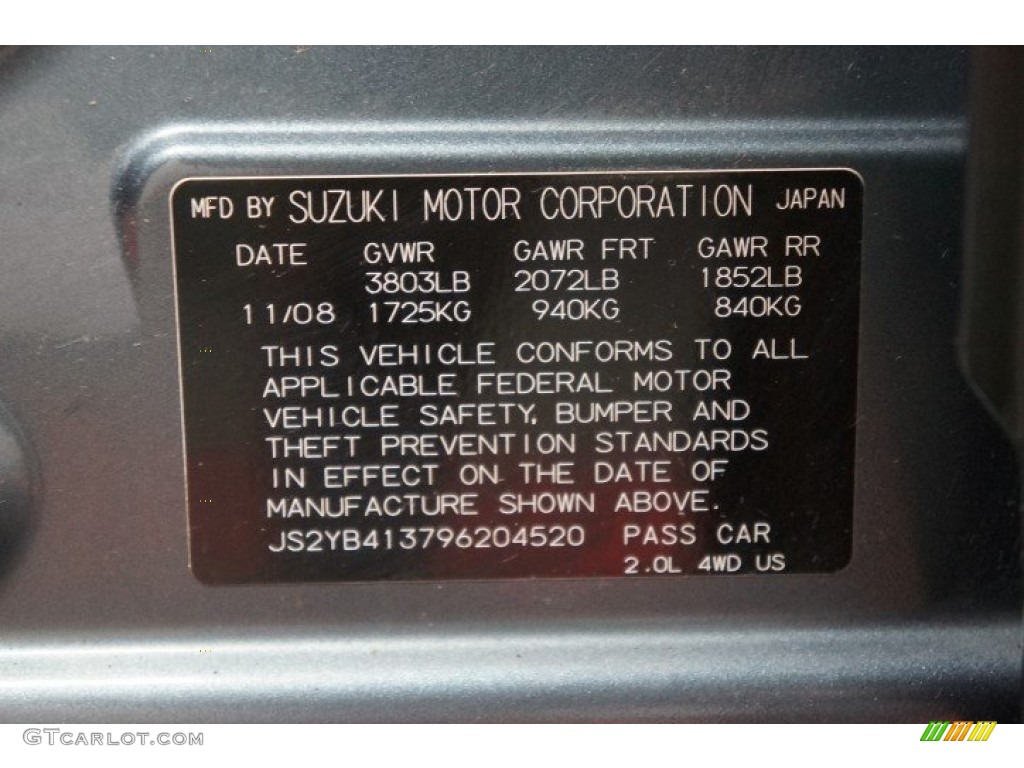 MFD BY SUZUKI MOTOR CORPORATION JAPAN
DATE GVWR GAWR FRT GAWR RR
3803LB 2072LB 1852LB
11/08 1725KG 940KG 840KG
THIS VEHICLE CONFORMS TO ALL
APPLICABLE FEDERAL MOTOR
VEHICLE SAFETY, BUMPER AND
THEFT PREVENTION STANDARDS
IN EFFECT ON THE DATE OF
MANUFACTURE SHOWN ABOVE.
JS2YB413796204520 PASS CAR
2.0L 4WD US
GTCARLOT.COM